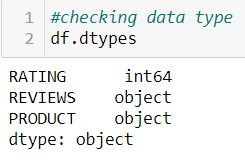 1 #checking data type
2 df.dtypes
RATING int64
REVIEWS object
PRODUCT object
dtype: object